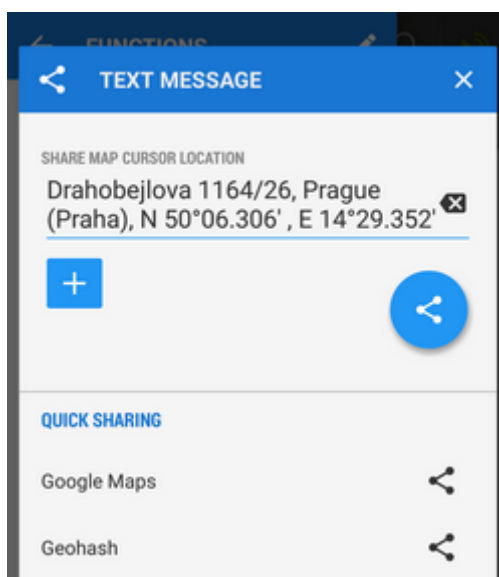 FUNCTIONS
TEXT MESSAGE
SHARE MAP CURSOR LOCATION
Drahobejlova 1164/26, Prague
(Praha), N 50°06.306' , E 14°29.352'
QUICK SHARING
Google Maps
Geohash